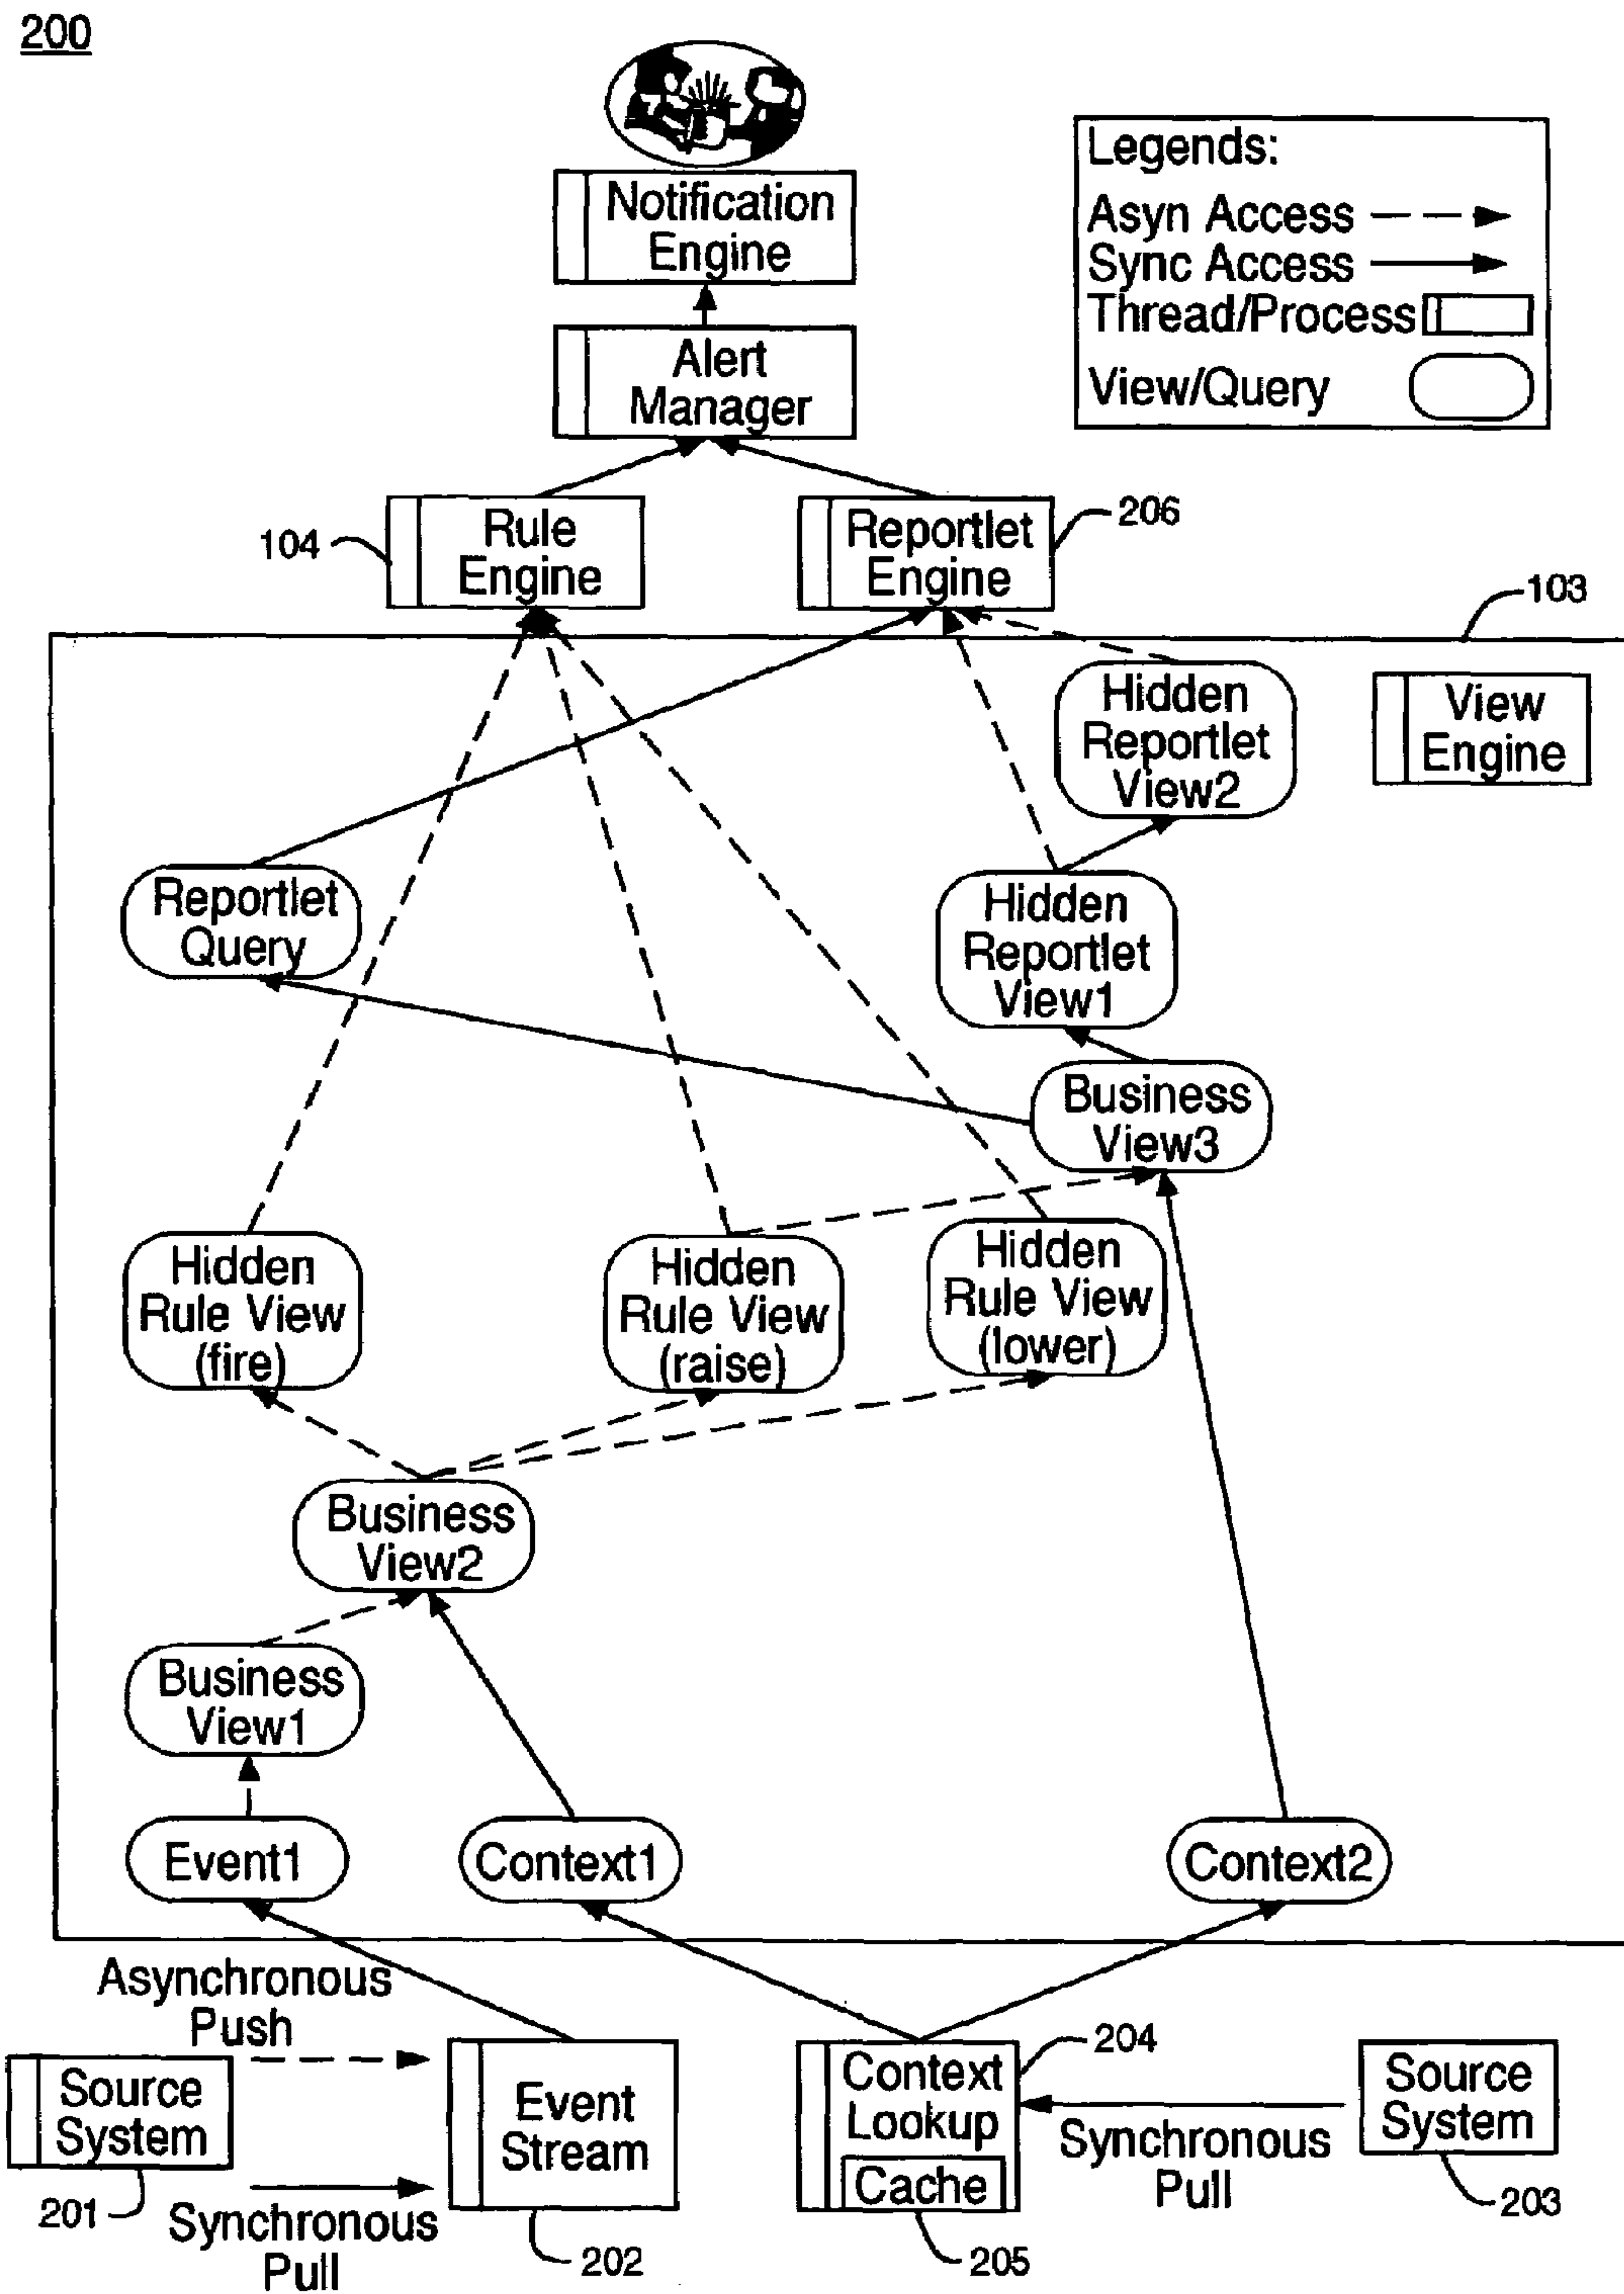 200
Notification
Engine
Legends:
Asyn Access
Sync Access
Thread/Process
View/Query
Alert
Manager
104
Rule
Engine
Reportlet
Engine
206
103
Hidden
Reportlet
View2
View
Engine
Reportlet
Query
Hidden
Reportlet
View1
Business
View3
Hidden
Rule View
(fire)
Hidden
Rule View
(raise)
Hidden
Rule View
(lower)
Business
View2
Business
View1
Event1
Context1
Context2
Asynchronous
Push
Source
System
201
Synchronous
Pull
Event
Stream
202
Context
Lookup
Cache
204
205
Synchronous
Pull
Source
System
203